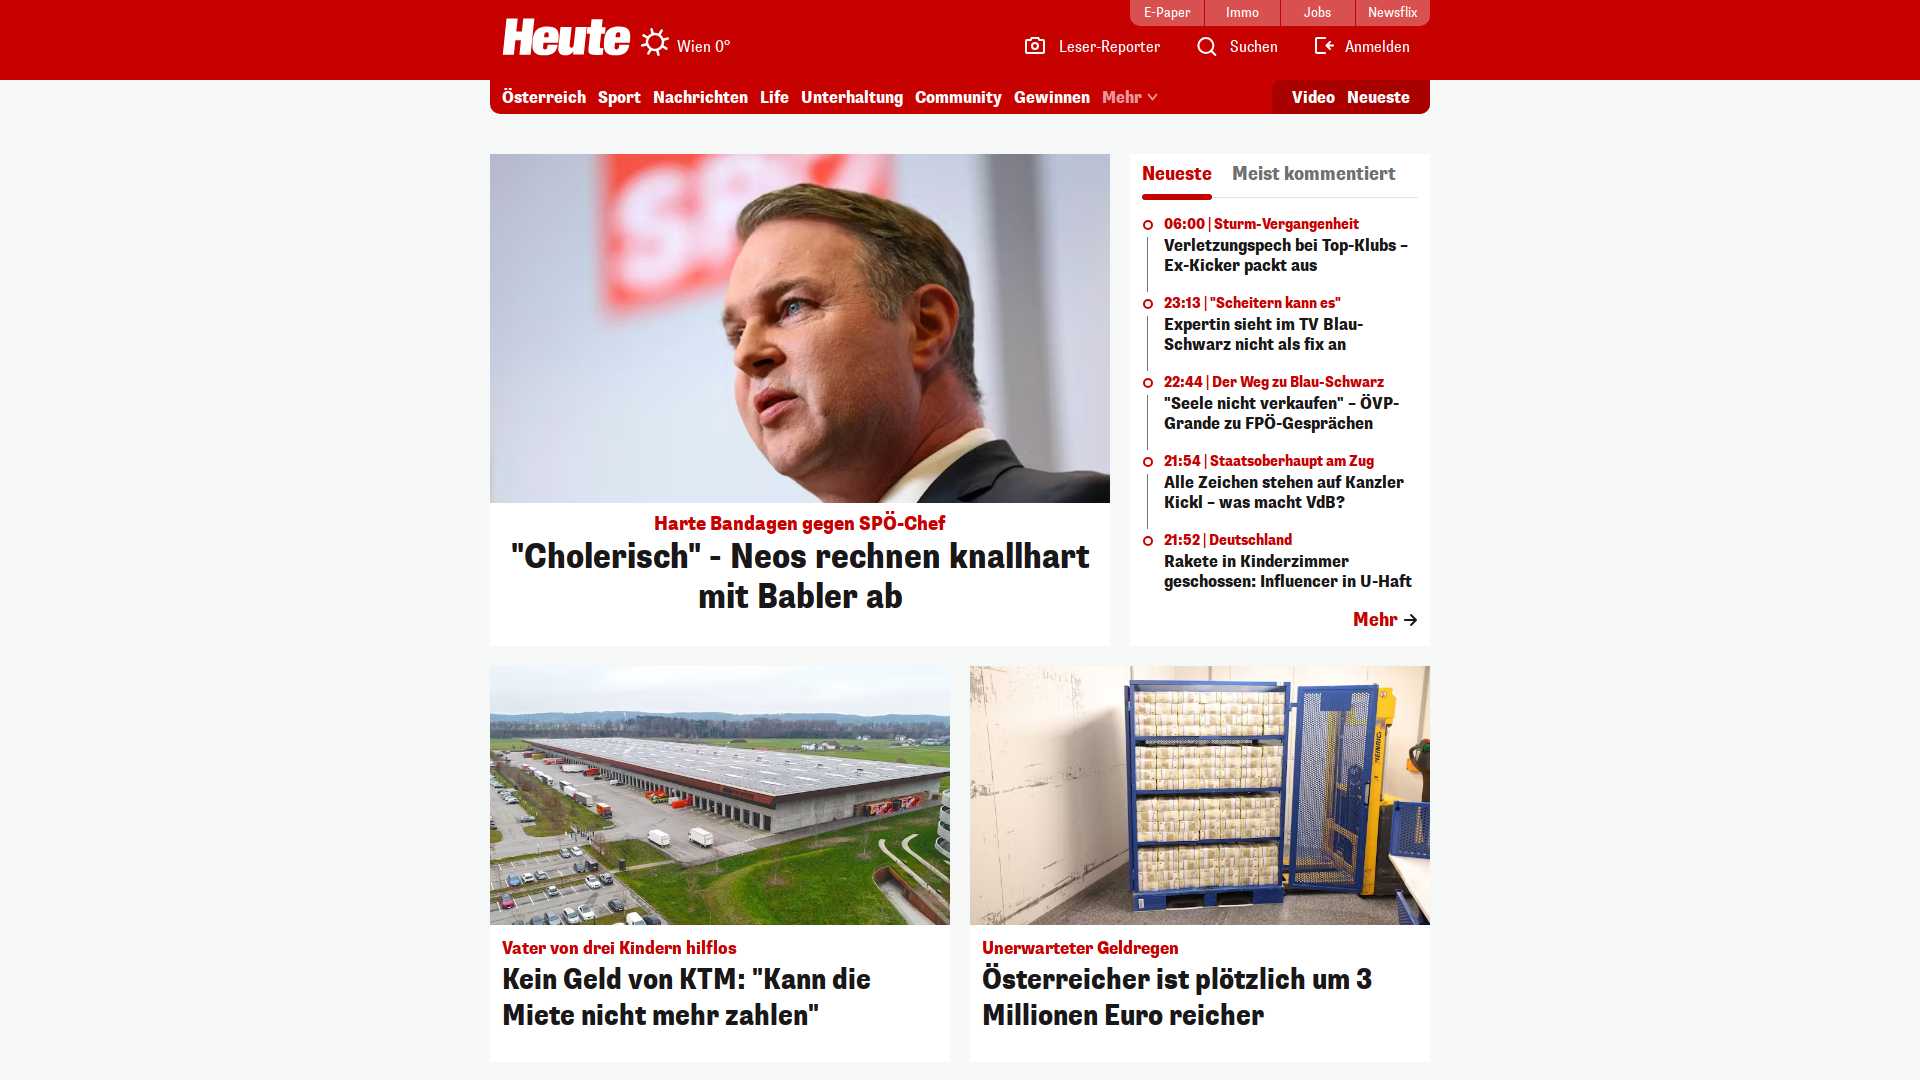 E-Paper
Immo
Jobs
Newsflix
Heute
Wien 0°
Leser-Reporter
Suchen
Anmelden
Österreich
Sport
Nachrichten
Life
Unterhaltung
Community
Gewinnen
Mehr
Video
Neueste
SPÖ
Harte Bandagen gegen SPÖ-Chef
"Cholerisch" - Neos rechnen knallhart
mit Babler ab
Neueste
Meist kommentiert
06:00 | Sturm-Vergangenheit
Verletzungspech bei Top-Klubs –
Ex-Kicker packt aus
23:13 | "Scheitern kann es"
Expertin sieht im TV Blau-
Schwarz nicht als fix an
22:44 | Der Weg zu Blau-Schwarz
"Seele nicht verkaufen" – ÖVP-
Grande zu FPÖ-Gesprächen
21:54 | Staatsoberhaupt am Zug
Alle Zeichen stehen auf Kanzler
Kickl – was macht VdB?
21:52 | Deutschland
Rakete in Kinderzimmer
geschossen: Influencer in U-Haft
Mehr
Vater von drei Kindern hilflos
Kein Geld von KTM: "Kann die
Miete nicht mehr zahlen"
Unerwarteter Geldregen
Österreicher ist plötzlich um 3
Millionen Euro reicher